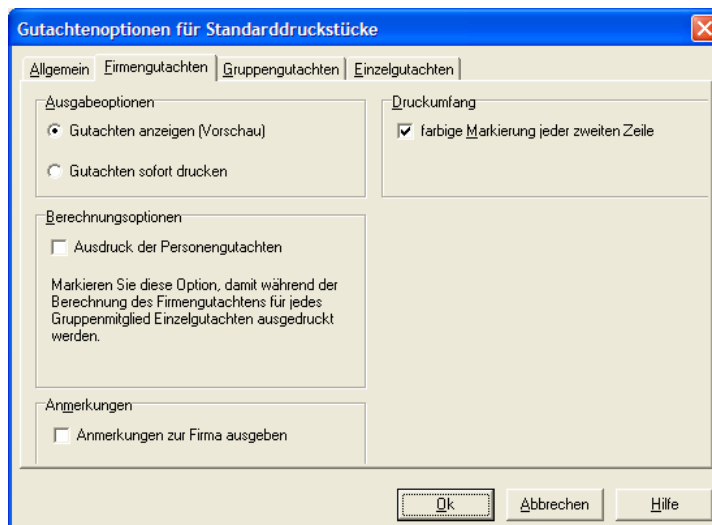 Gutachtenoptionen für Standarddruckstücke
Allgemein Firmengutachten Gruppengutachten Einzelgutachten
Ausgabeoptionen
Gutachten anzeigen (Vorschau)
Gutachten sofort drucken
Druckumfang
farbige Markierung jeder zweiten Zeile
Berechnungsoptionen
Ausdruck der Personengutachten
Markieren Sie diese Option, damit während der
Berechnung des Firmengutachtens für jedes
Gruppenmitglied Einzelgutachten ausgedruckt
werden.
Anmerkungen
Anmerkungen zur Firma ausgeben
Ok Abbrechen Hilfe